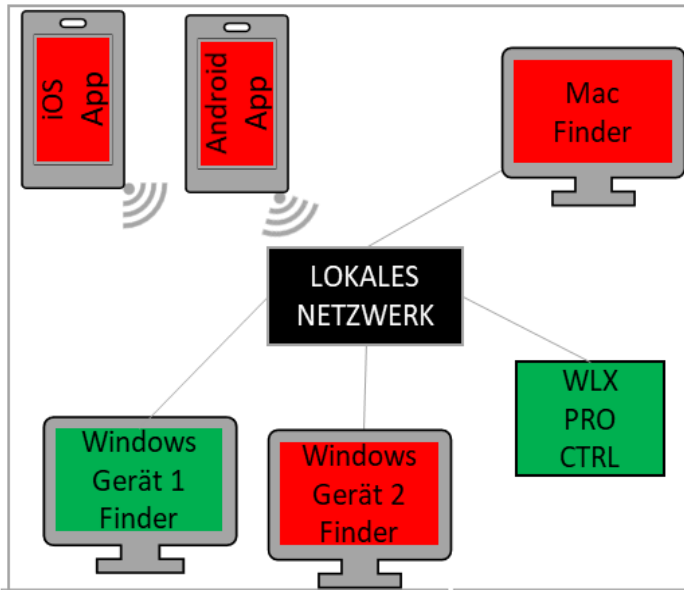 iOS
App
Android
App
Mac
Finder
LOKALES
NETZWERK
WLX
PRO
CTRL
Windows
Gerät 1
Finder
Windows
Gerät 2
Finder